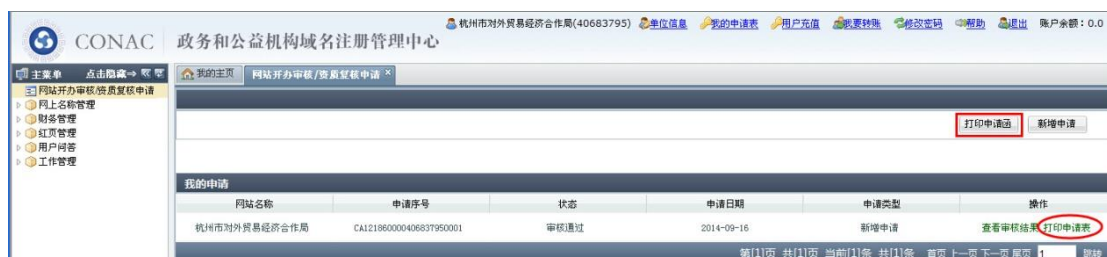 杭州市对外贸易经济合作局(40683795) 单位信息 我的申请表 用户充值 我要转账 修改密码 帮助 退出 账户余额：0.0
CONAC 政务和公益机构域名注册管理中心
主菜单 点击隐藏⇒
我的主页 网站开办审核/资质复核申请 ×
网站开办审核/资质复核申请
网上名称管理
财务管理
红页管理
用户问答
工作管理
打印申请函 新增申请
我的申请
网站名称 申请序号 状态 申请日期 申请类型 操作
杭州市对外贸易经济合作局 CA121860000406837950001 审核通过 2014-09-16 新增申请 查看审核结果 打印申请表
第[1]页 共[1]页 当前[1]条 共[1]条 首页 上一页 下一页 尾页 1 跳转